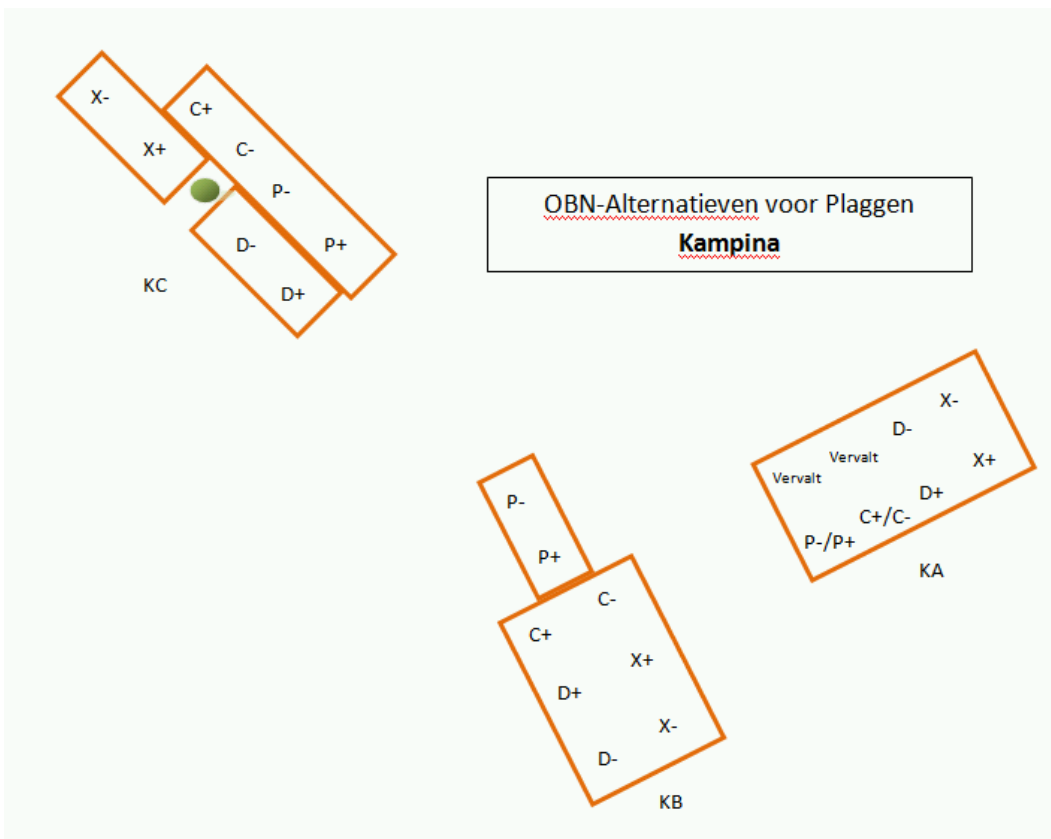 X-
C+
X+
C-
P-
D-
P+
D+
KC
OBN-Alternatieven voor Plaggen
Kampina
X-
D-
Vervalt
Vervalt
X+
D+
C+/C-
P-/P+
KA
P-
P+
C-
C+
X+
D+
X-
D-
KB